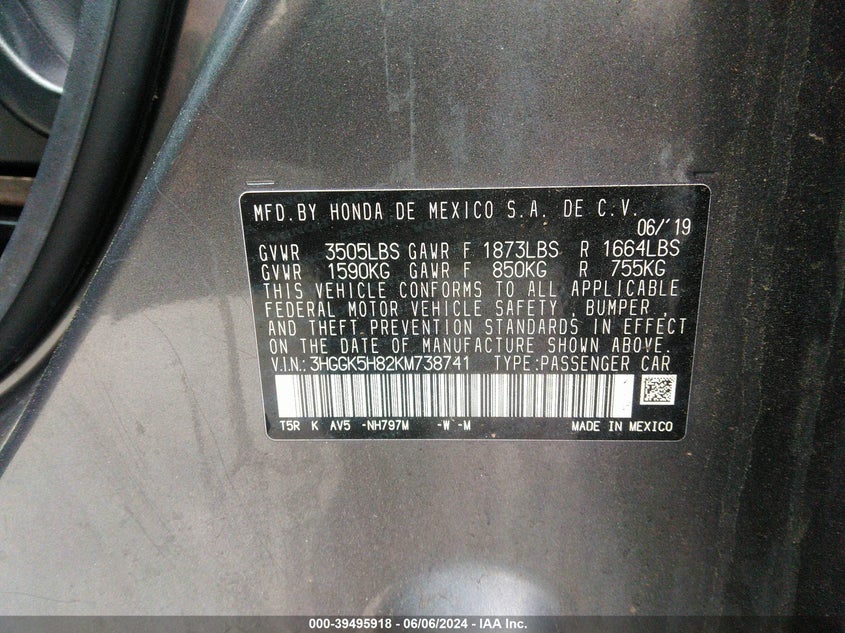 MFD.BY HONDA DE MEXICO S.A. DE C.V.
06/'19
GVWR 3505LBS GAWR F 1873LBS R 1664LBS
GVWR 1590KG GAWR F 850KG R 755KG
THIS VEHICLE CONFORMS TO ALL APPLICABLE
FEDERAL MOTOR VEHICLE SAFETY , BUMPER ,
AND THEFT PREVENTION STANDARDS IN EFFECT
ON THE DATE OF MANUFACTURE SHOWN ABOVE.
V.I.N.:3HGGK5H82KM738741 TYPE:PASSENGER CAR
T5R K AV5 -NH797M -W -M MADE IN MEXICO
000-39495918 - 06/06/2024 - IAA Inc.